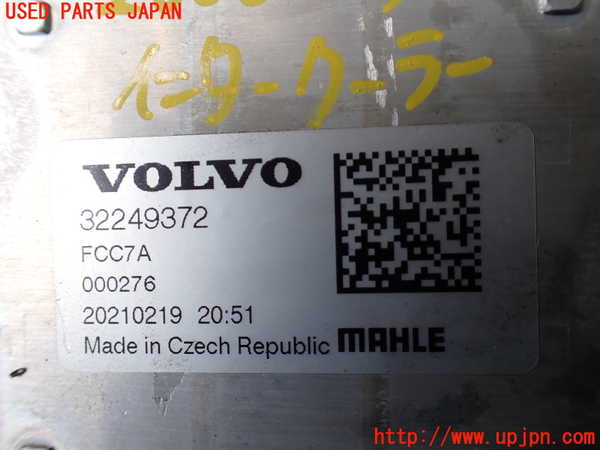 USED PARTS JAPAN
インタークーラー
VOLVO
32249372
FCC7A
000276
20210219 20:51
Made in Czech Republic MAHLE
http://www.upjpn.com